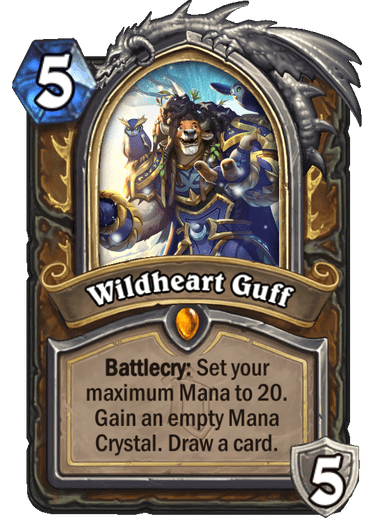 5
Wildheart Guff
Battlecry: Set your
maximum Mana to 20.
Gain an empty Mana
Crystal. Draw a card.
5